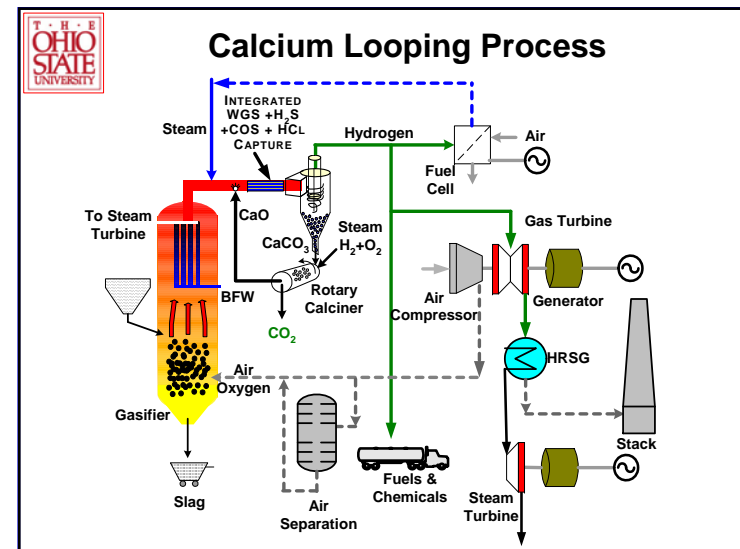 T · H · E
OHIO
STATE
UNIVERSITY
Calcium Looping Process
INTEGRATED
WGS +H₂S
+COS + HCL
CAPTURE
Steam
Hydrogen
Air
Fuel
Cell
To Steam
Turbine
CaO
CaCO₃
Steam
H₂+O₂
Rotary
Calciner
CO₂
BFW
Gas Turbine
Air
Compressor
Generator
HRSG
Air
Oxygen
Gasifier
Slag
Air
Separation
Fuels &
Chemicals
Steam
Turbine
Stack